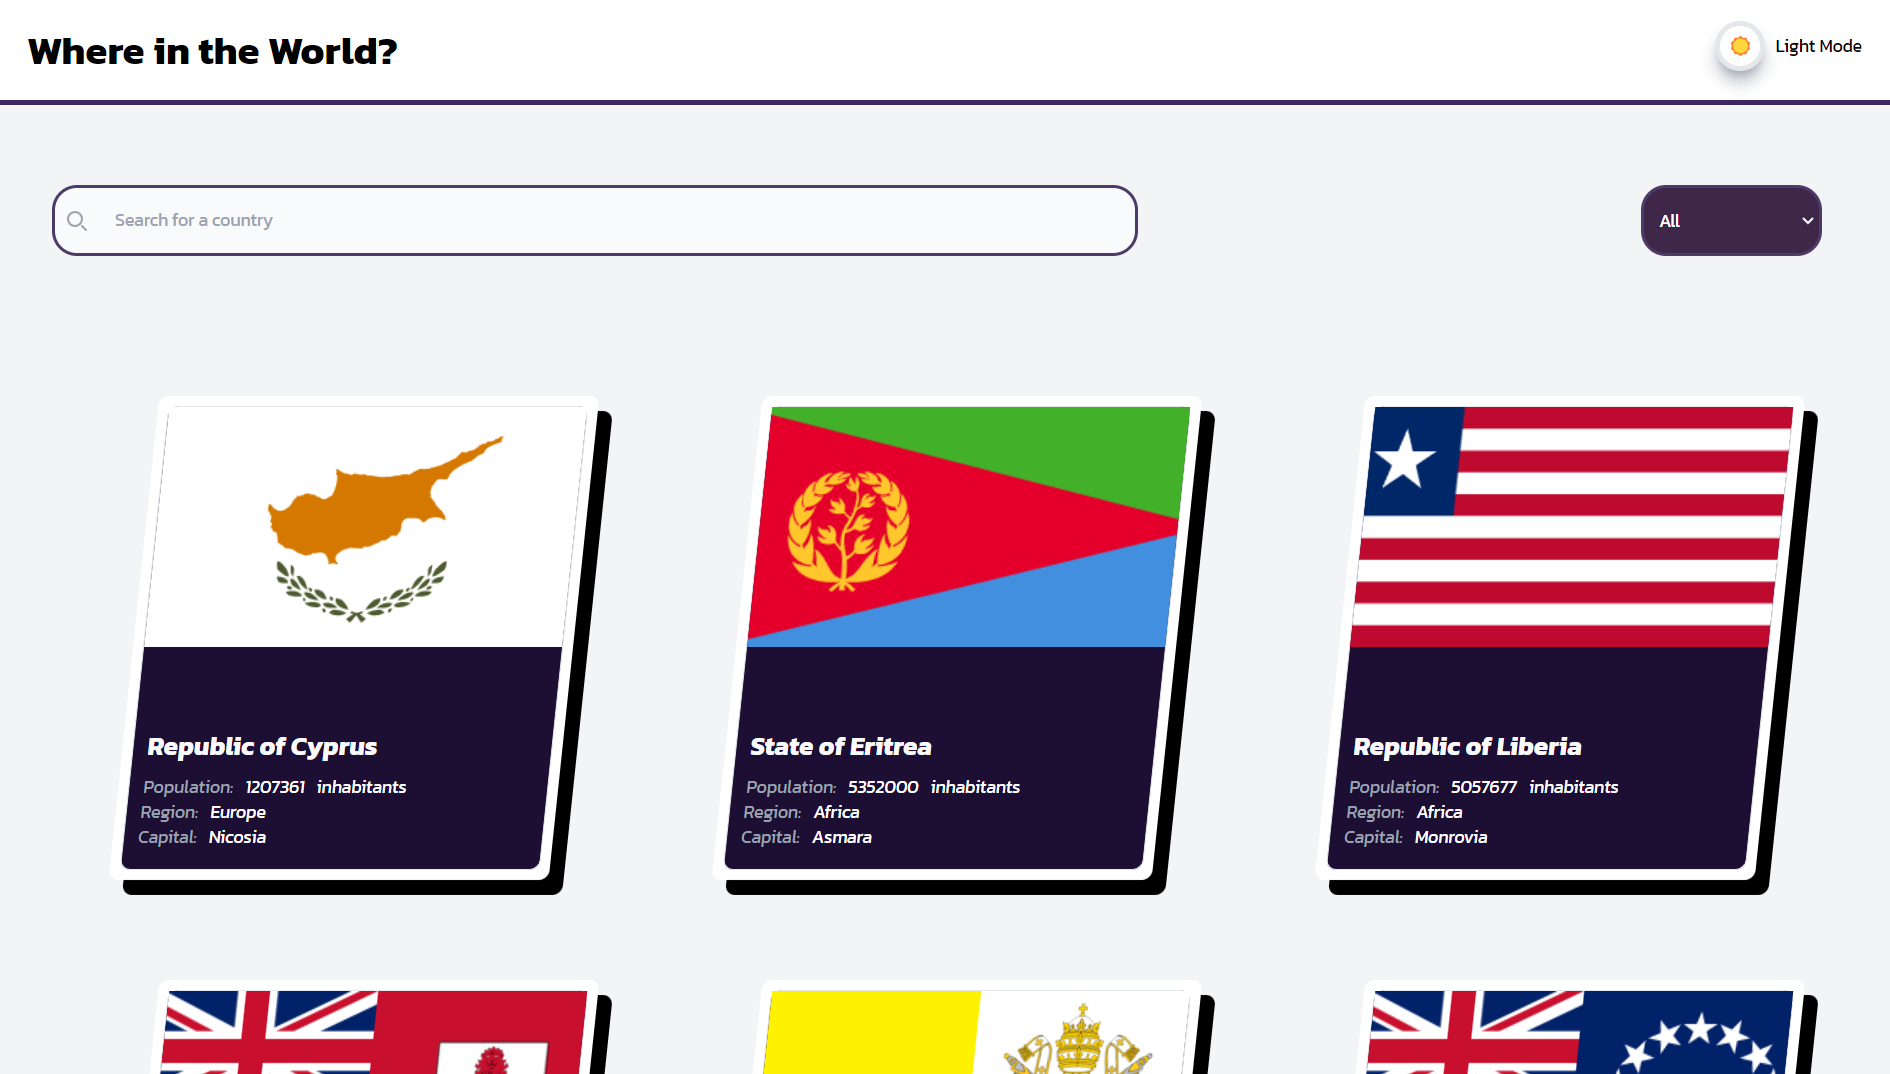 Where in the World?
Light Mode
Search for a country
All
Republic of Cyprus
Population: 1207361 inhabitants
Region: Europe
Capital: Nicosia
State of Eritrea
Population: 5352000 inhabitants
Region: Africa
Capital: Asmara
Republic of Liberia
Population: 5057677 inhabitants
Region: Africa
Capital: Monrovia